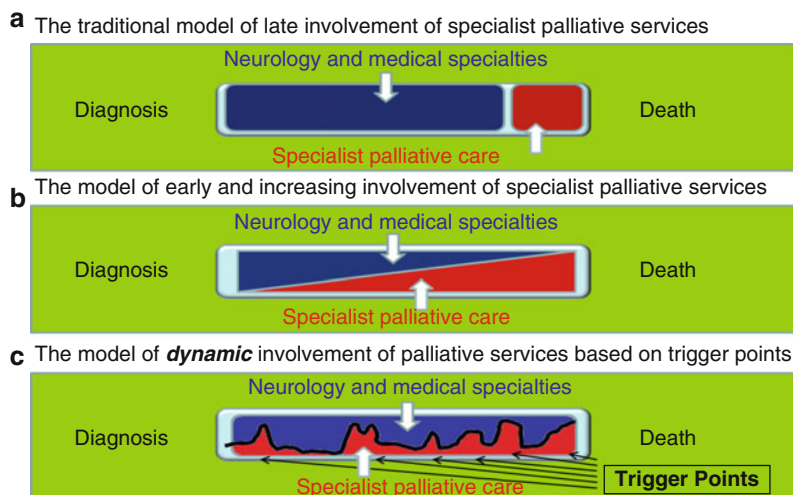 a The traditional model of late involvement of specialist palliative services
Neurology and medical specialties
Diagnosis
Death
Specialist palliative care
b The model of early and increasing involvement of specialist palliative services
Neurology and medical specialties
Diagnosis
Death
Specialist palliative care
c The model of dynamic involvement of palliative services based on trigger points
Neurology and medical specialties
Diagnosis
Death
Specialist palliative care
Trigger Points